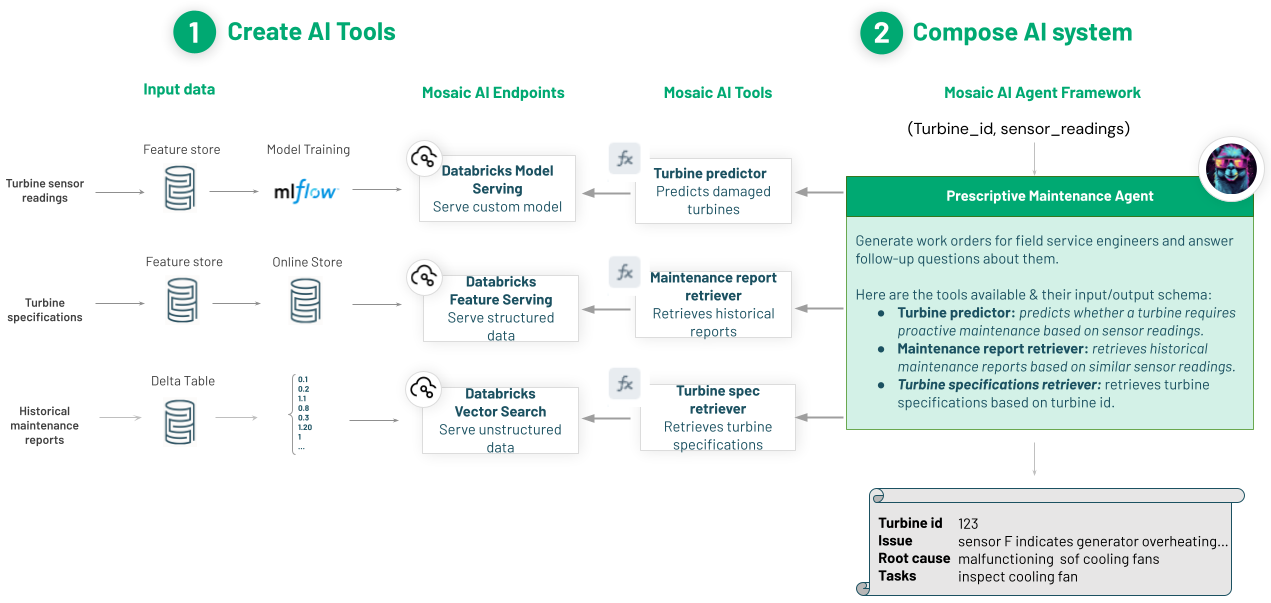 1 Create AI Tools
2 Compose AI system
Input data
Mosaic AI Endpoints
Mosaic AI Tools
Mosaic AI Agent Framework
(Turbine_id, sensor_readings)
Turbine sensor
readings
Feature store
Model Training
mlflow
Databricks Model
Serving
Serve custom model
fx
Turbine predictor
Predicts damaged
turbines
Turbine
specifications
Feature store
Online Store
Databricks
Feature Serving
Serve structured
data
fx
Maintenance report
retriever
Retrieves historical
reports
Historical
maintenance
reports
Delta Table
0.1
0.2
1.1
0.8
0.3
1.20
1
...
Databricks
Vector Search
Serve unstructured
data
fx
Turbine spec
retriever
Retrieves turbine
specifications
Prescriptive Maintenance Agent
Generate work orders for field service engineers and answer
follow-up questions about them.
Here are the tools available & their input/output schema:
● Turbine predictor: predicts whether a turbine requires
proactive maintenance based on sensor readings.
● Maintenance report retriever: retrieves historical
maintenance reports based on similar sensor readings.
● Turbine specifications retriever: retrieves turbine
specifications based on turbine id.
Turbine id 123
Issue sensor F indicates generator overheating...
Root cause malfunctioning sof cooling fans
Tasks inspect cooling fan